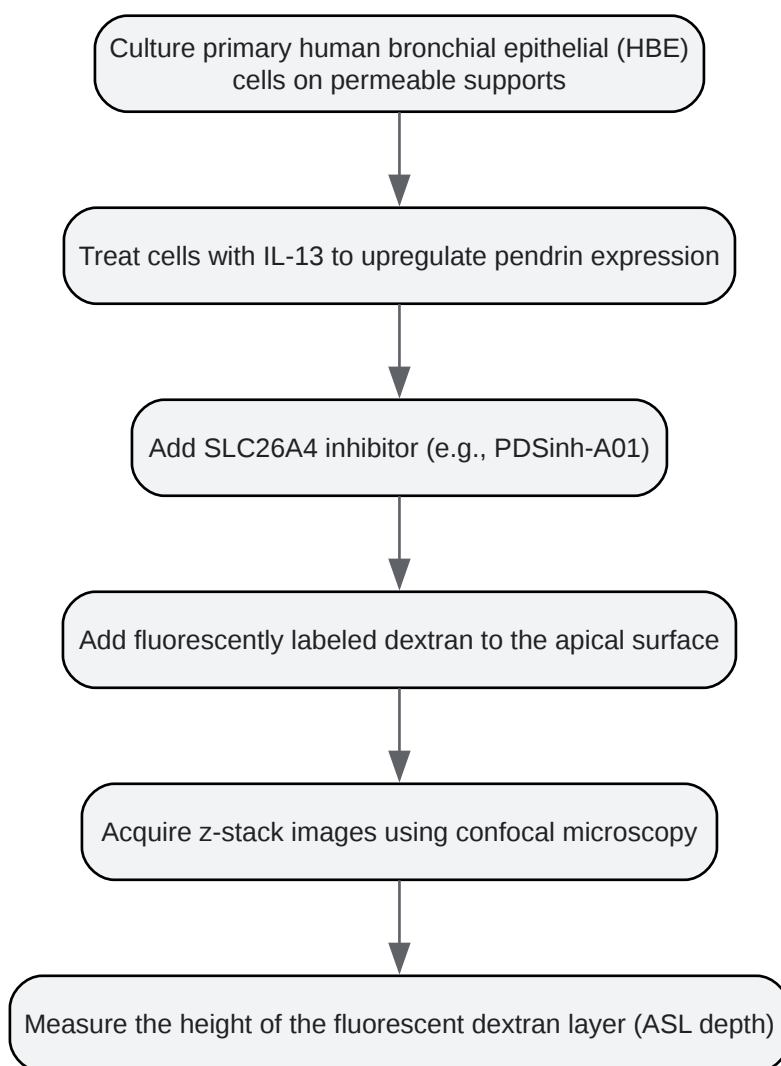 Culture primary human bronchial epithelial (HBE)
cells on permeable supports
Treat cells with IL-13 to upregulate pendrin expression
Add SLC26A4 inhibitor (e.g., PDSinh-A01)
Add fluorescently labeled dextran to the apical surface
Acquire z-stack images using confocal microscopy
Measure the height of the fluorescent dextran layer (ASL depth)